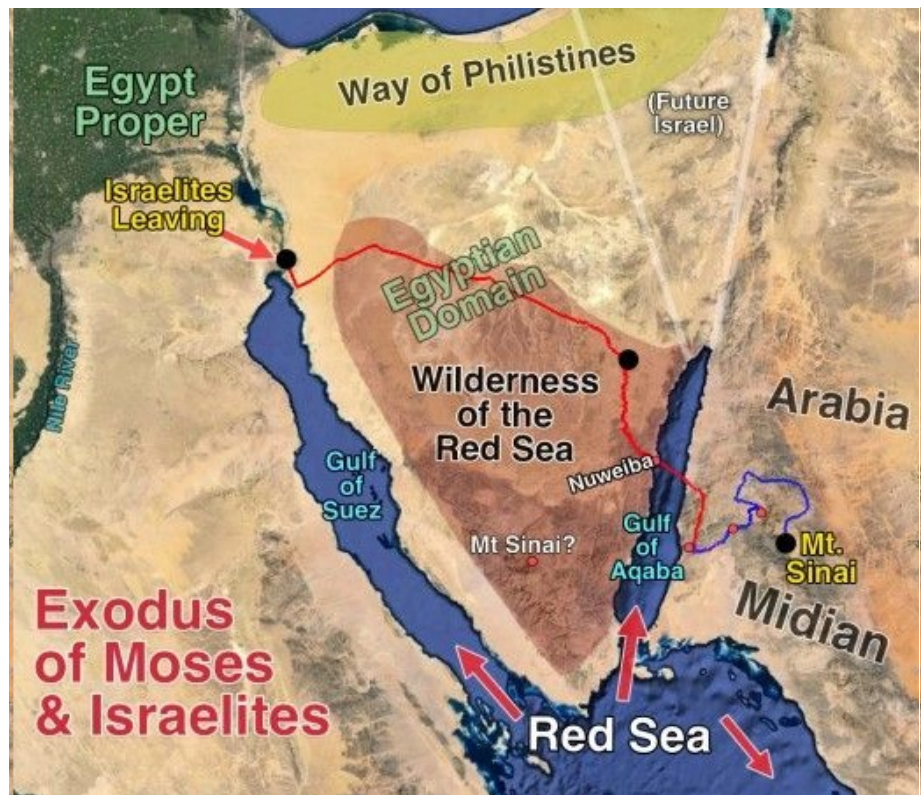 Egypt
Proper
Way of Philistines
(Future
Israel)
Israelites
Leaving
Egyptian
Domain
Wilderness
of the
Red Sea
Nile River
Arabia
Nuweiba
Gulf
of
Suez
Gulf
of
Aqaba
Mt Sinai?
Mt.
Sinai
Midian
Exodus
of Moses
& Israelites
Red Sea